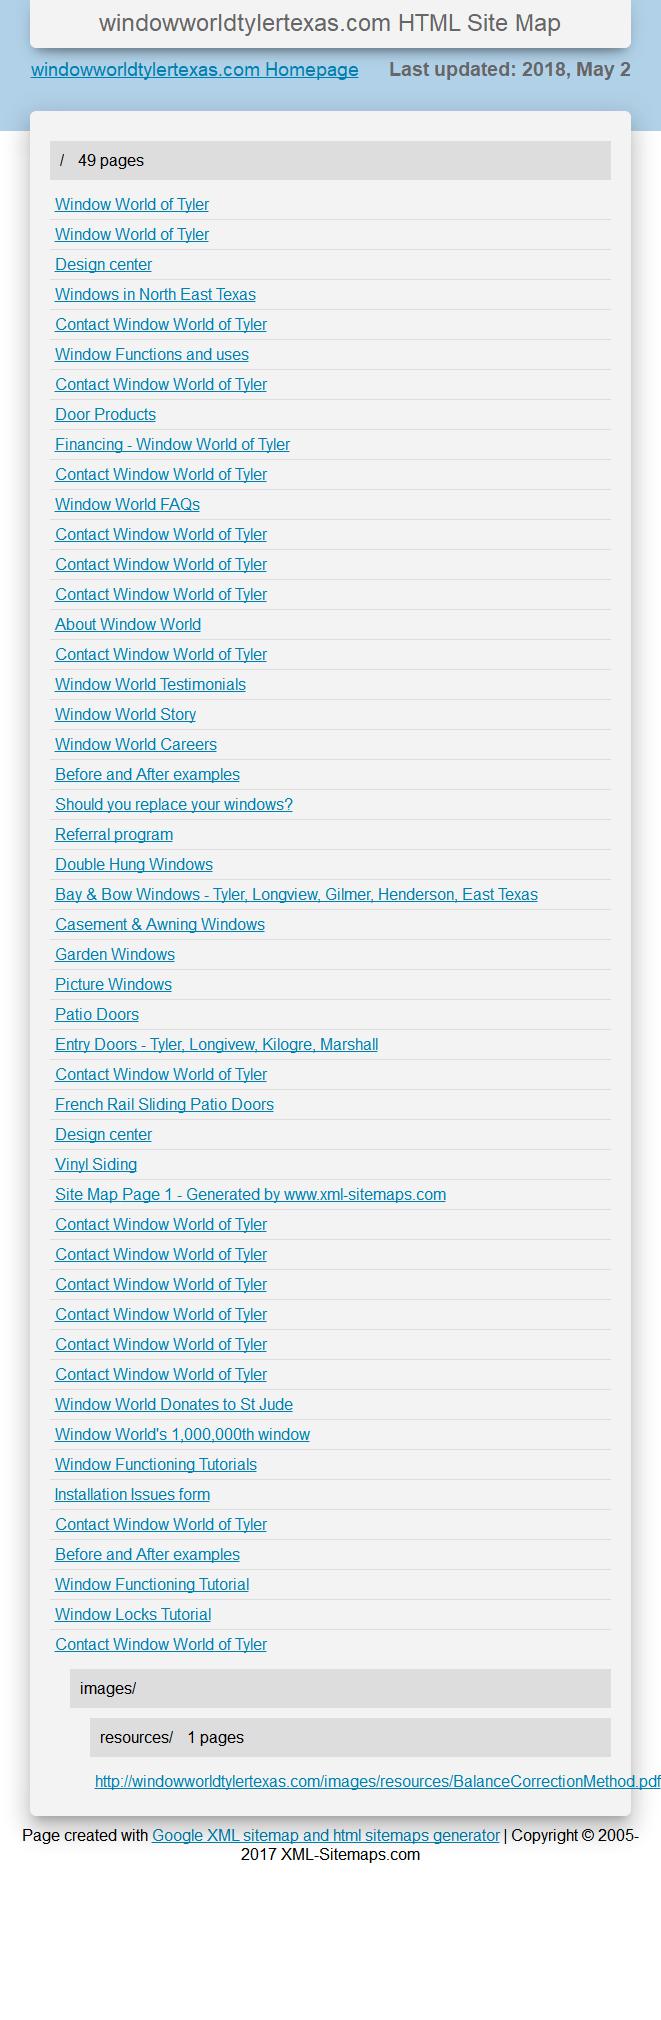 windowworldtylertexas.com HTML Site Map
windowworldtylertexas.com Homepage Last updated: 2018, May 2
/ 49 pages
Window World of Tyler
Window World of Tyler
Design center
Windows in North East Texas
Contact Window World of Tyler
Window Functions and uses
Contact Window World of Tyler
Door Products
Financing - Window World of Tyler
Contact Window World of Tyler
Window World FAQs
Contact Window World of Tyler
Contact Window World of Tyler
Contact Window World of Tyler
About Window World
Contact Window World of Tyler
Window World Testimonials
Window World Story
Window World Careers
Before and After examples
Should you replace your windows?
Referral program
Double Hung Windows
Bay & Bow Windows - Tyler, Longview, Gilmer, Henderson, East Texas
Casement & Awning Windows
Garden Windows
Picture Windows
Patio Doors
Entry Doors - Tyler, Longivew, Kilogre, Marshall
Contact Window World of Tyler
French Rail Sliding Patio Doors
Design center
Vinyl Siding
Site Map Page 1 - Generated by www.xml-sitemaps.com
Contact Window World of Tyler
Contact Window World of Tyler
Contact Window World of Tyler
Contact Window World of Tyler
Contact Window World of Tyler
Contact Window World of Tyler
Window World Donates to St Jude
Window World's 1,000,000th window
Window Functioning Tutorials
Installation Issues form
Contact Window World of Tyler
Before and After examples
Window Functioning Tutorial
Window Locks Tutorial
Contact Window World of Tyler
images/
resources/ 1 pages
http://windowworldtylertexas.com/images/resources/BalanceCorrectionMethod.pdf
Page created with Google XML sitemap and html sitemaps generator | Copyright © 2005-
2017 XML-Sitemaps.com